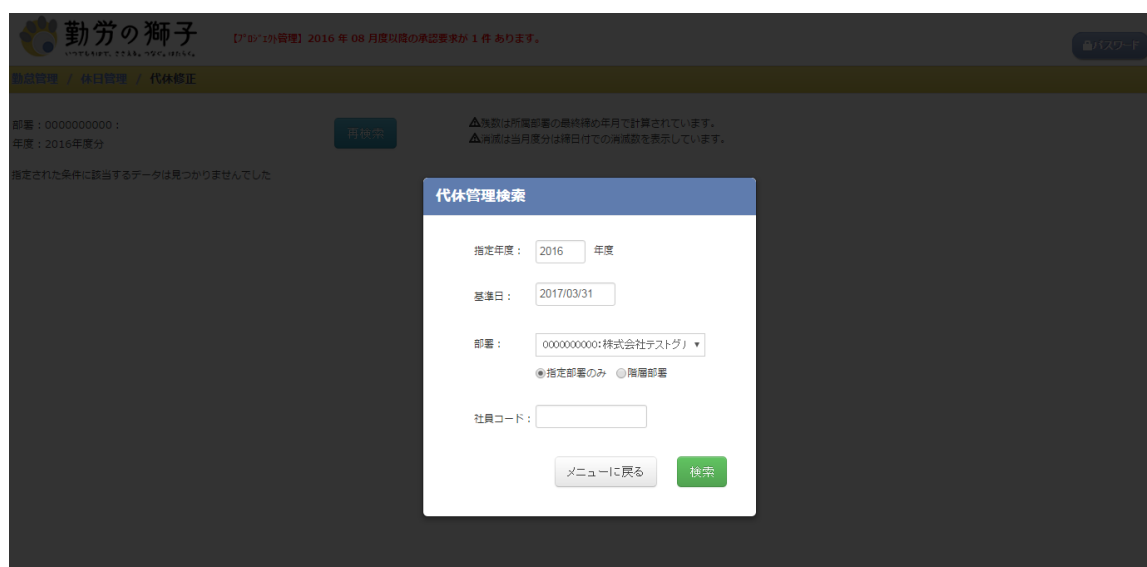 勤労の獅子
【ﾌﾟﾛｼﾞｪｸﾄ管理】2016 年 08 月度以降の承認要求が 1 件 あります。
パスワード
勤怠管理 / 休日管理 / 代休修正
部署：0000000000：
年度：2016年度分
再検索
残数は所属部署の最終締め年月で計算されています。
消滅は当月度分は締日付での消滅数を表示しています。
指定された条件に該当するデータは見つかりませんでした
代休管理検索
指定年度： 2016 年度
基準日： 2017/03/31
部署： 0000000000:株式会社テストグ
指定部署のみ 階層部署
社員コード：
メニューに戻る 検索